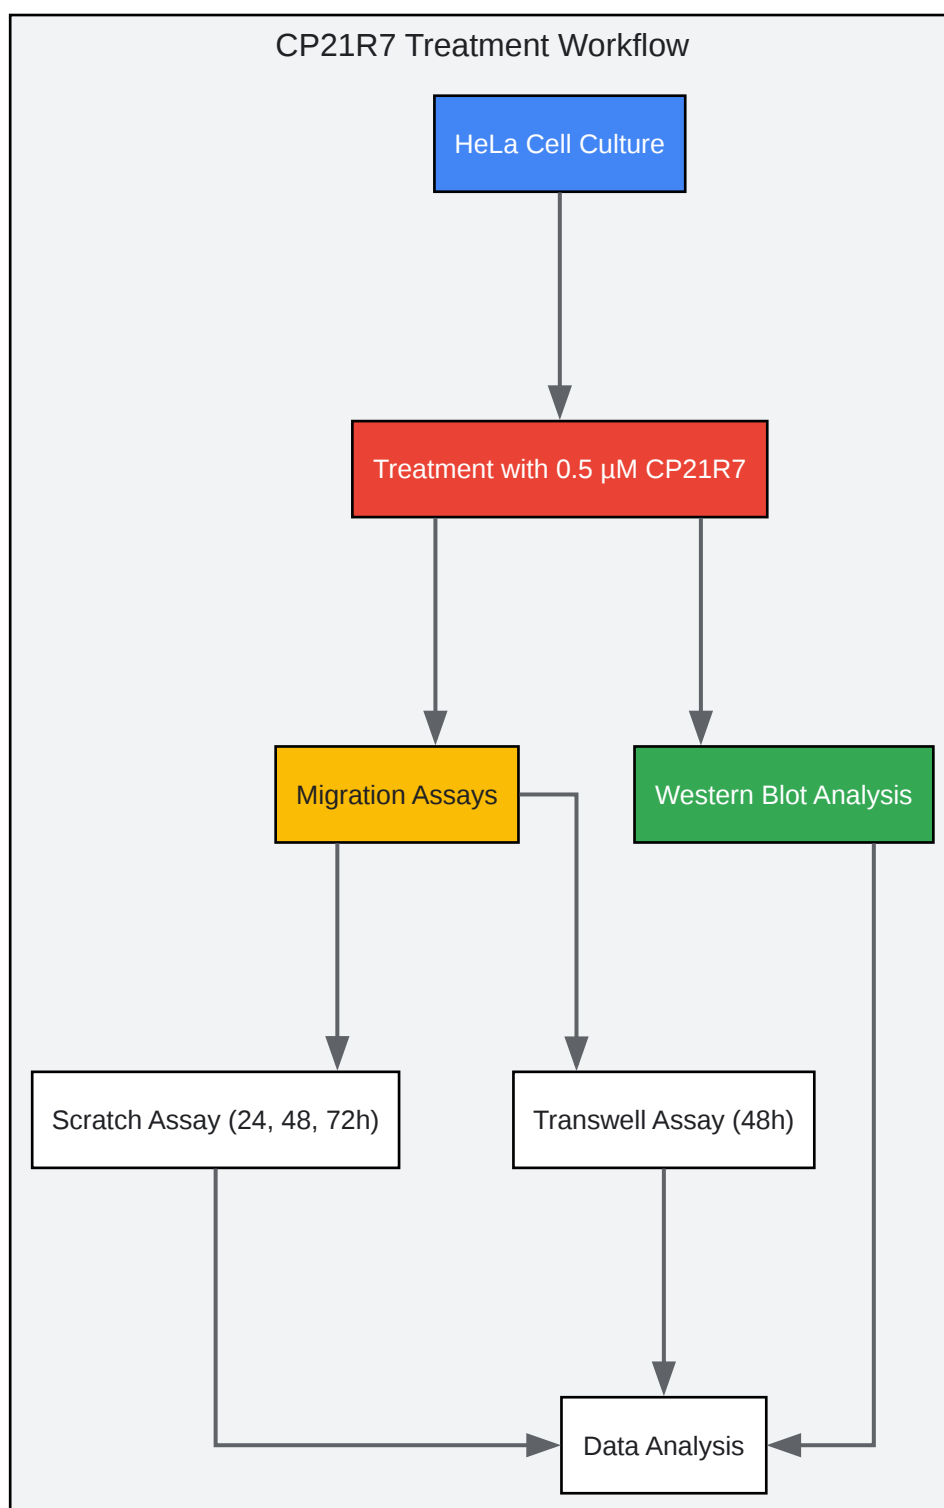 CP21R7 Treatment Workflow
HeLa Cell Culture
Treatment with 0.5 µM CP21R7
Migration Assays
Western Blot Analysis
Scratch Assay (24, 48, 72h)
Transwell Assay (48h)
Data Analysis